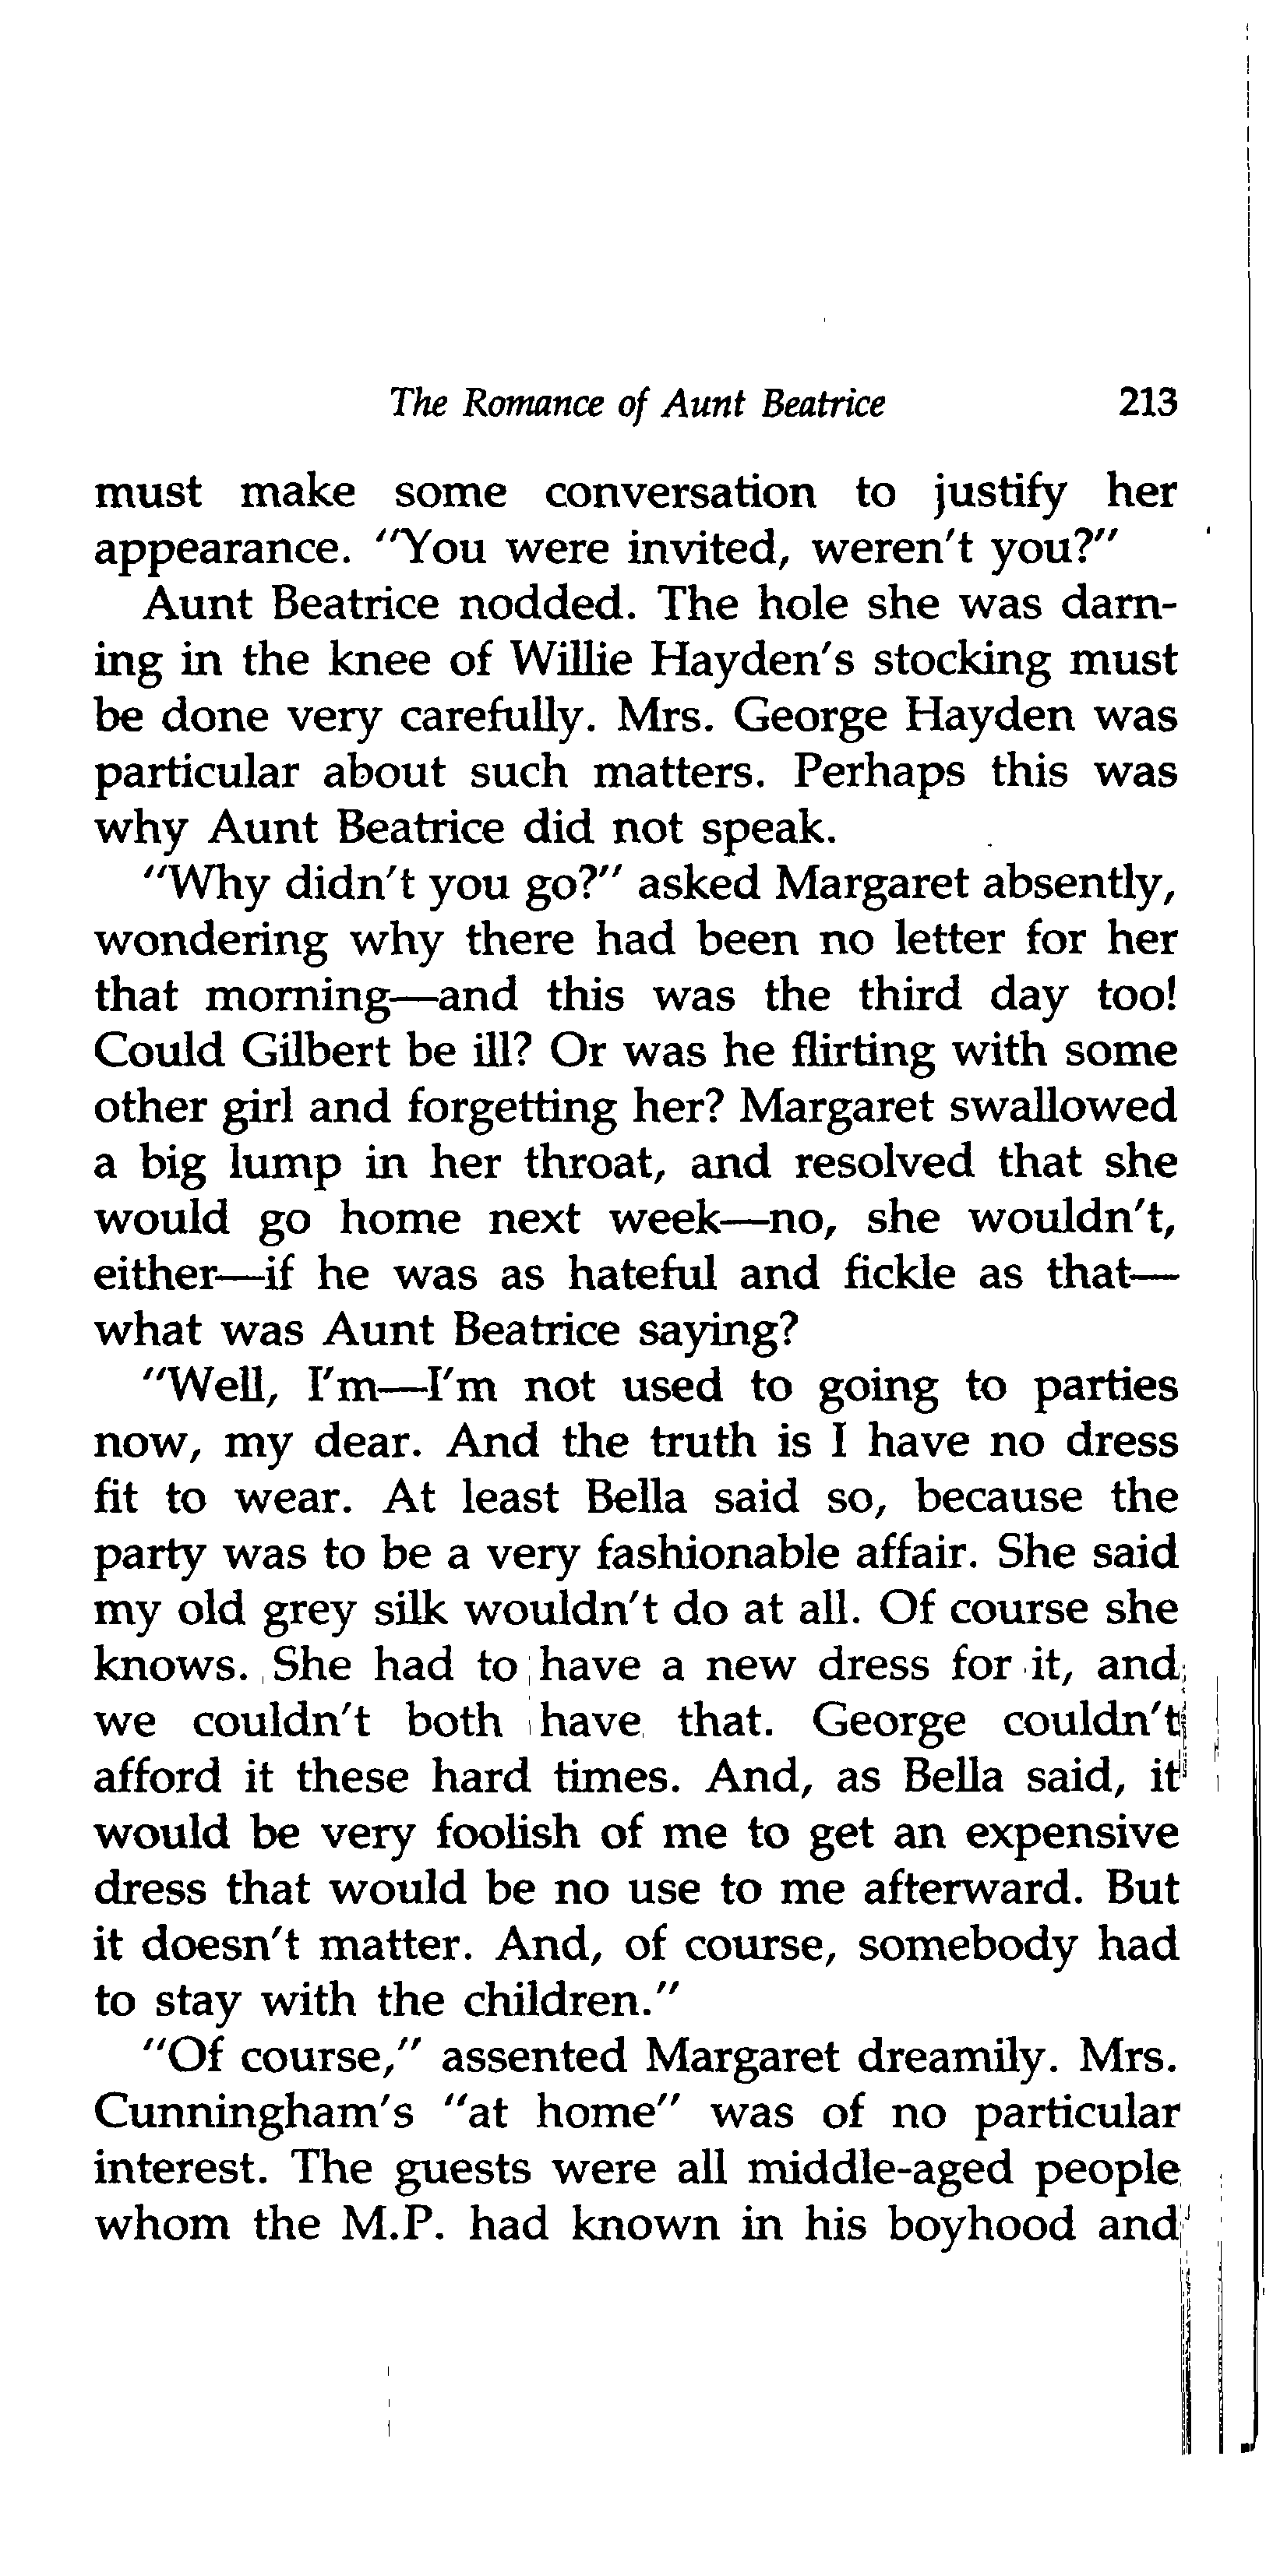 The Romance of Aunt Beatrice 213
must make some conversation to justify her
appearance. "You were invited, weren't you?"
Aunt Beatrice nodded. The hole she was darn-
ing in the knee of Willie Hayden's stocking must
be done very carefully. Mrs. George Hayden was
particular about such matters. Perhaps this was
why Aunt Beatrice did not speak.
"Why didn't you go?" asked Margaret absently,
wondering why there had been no letter for her
that morning—and this was the third day too!
Could Gilbert be ill? Or was he flirting with some
other girl and forgetting her? Margaret swallowed
a big lump in her throat, and resolved that she
would go home next week—no, she wouldn't,
either—if he was as hateful and fickle as that—
what was Aunt Beatrice saying?
"Well, I'm—I'm not used to going to parties
now, my dear. And the truth is I have no dress
fit to wear. At least Bella said so, because the
party was to be a very fashionable affair. She said
my old grey silk wouldn't do at all. Of course she
knows. She had to have a new dress for it, and
we couldn't both have that. George couldn't
afford it these hard times. And, as Bella said, it
would be very foolish of me to get an expensive
dress that would be no use to me afterward. But
it doesn't matter. And, of course, somebody had
to stay with the children."
"Of course," assented Margaret dreamily. Mrs.
Cunningham's "at home" was of no particular
interest. The guests were all middle-aged people
whom the M.P. had known in his boyhood and